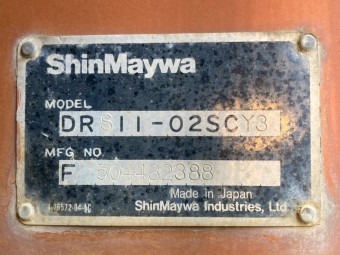 ShinMaywa
MODEL
DRS11-02SCY3
MFG NO.
F 50-432388
Made in Japan
ShinMaywa Industries, Ltd